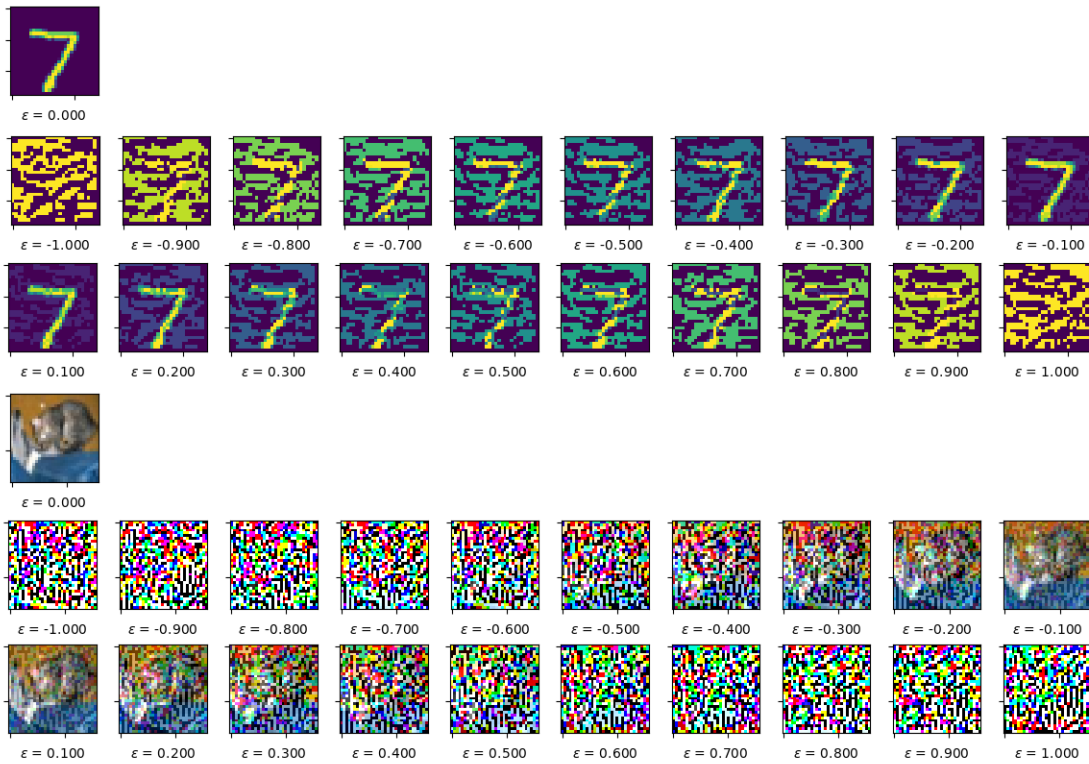 ε = 0.000
ε = -1.000 ε = -0.900 ε = -0.800 ε = -0.700 ε = -0.600 ε = -0.500 ε = -0.400 ε = -0.300 ε = -0.200 ε = -0.100
ε = 0.100 ε = 0.200 ε = 0.300 ε = 0.400 ε = 0.500 ε = 0.600 ε = 0.700 ε = 0.800 ε = 0.900 ε = 1.000
ε = 0.000
ε = -1.000 ε = -0.900 ε = -0.800 ε = -0.700 ε = -0.600 ε = -0.500 ε = -0.400 ε = -0.300 ε = -0.200 ε = -0.100
ε = 0.100 ε = 0.200 ε = 0.300 ε = 0.400 ε = 0.500 ε = 0.600 ε = 0.700 ε = 0.800 ε = 0.900 ε = 1.000